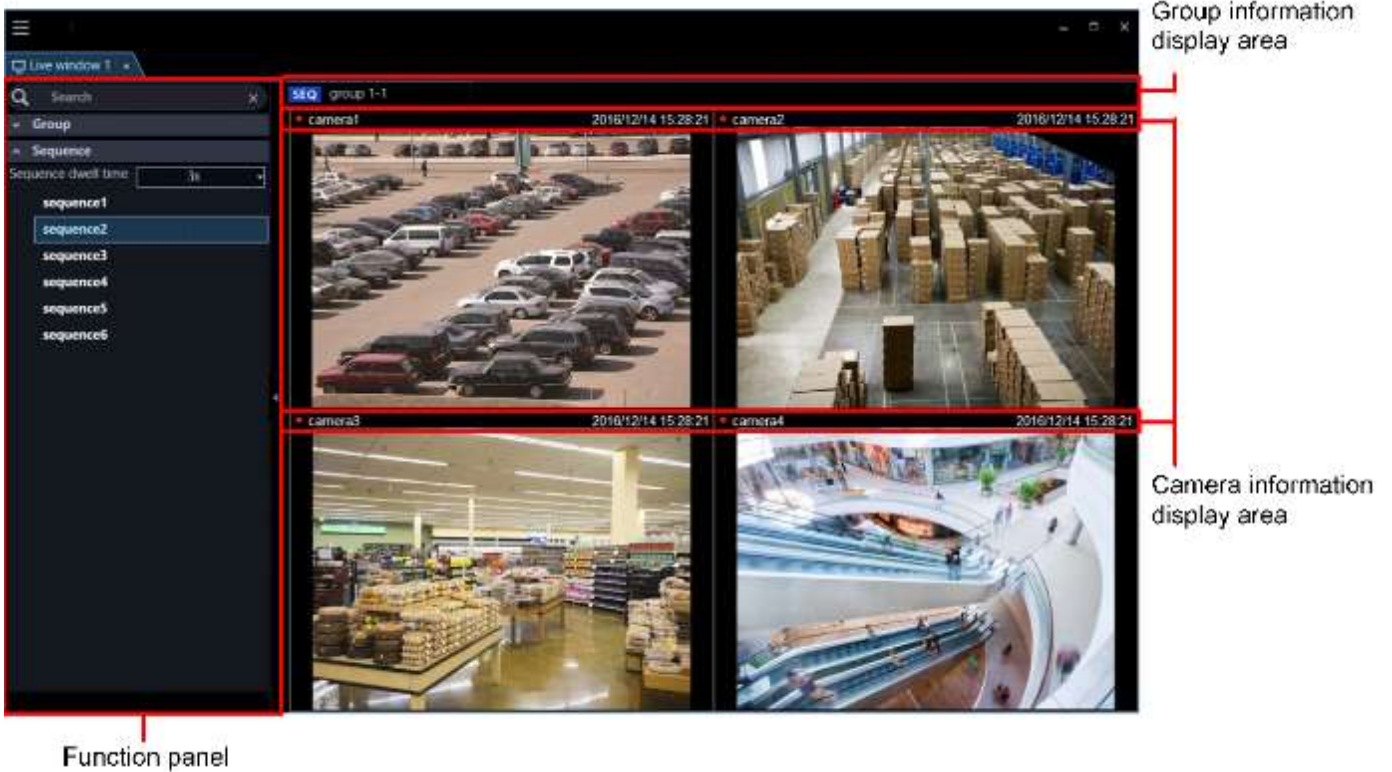 Group information
display area
Live window 1
Search
SEQ group 1-1
Group
camera1 2016/12/14 15:28:21 camera2 2016/12/14 15:28:21
Sequence
Sequence dwell time 3s
sequence1
sequence2
sequence3
sequence4
sequence5
sequence6
camera3 2016/12/14 15:28:21 camera4 2016/12/14 15:28:21
Camera information
display area
Function panel